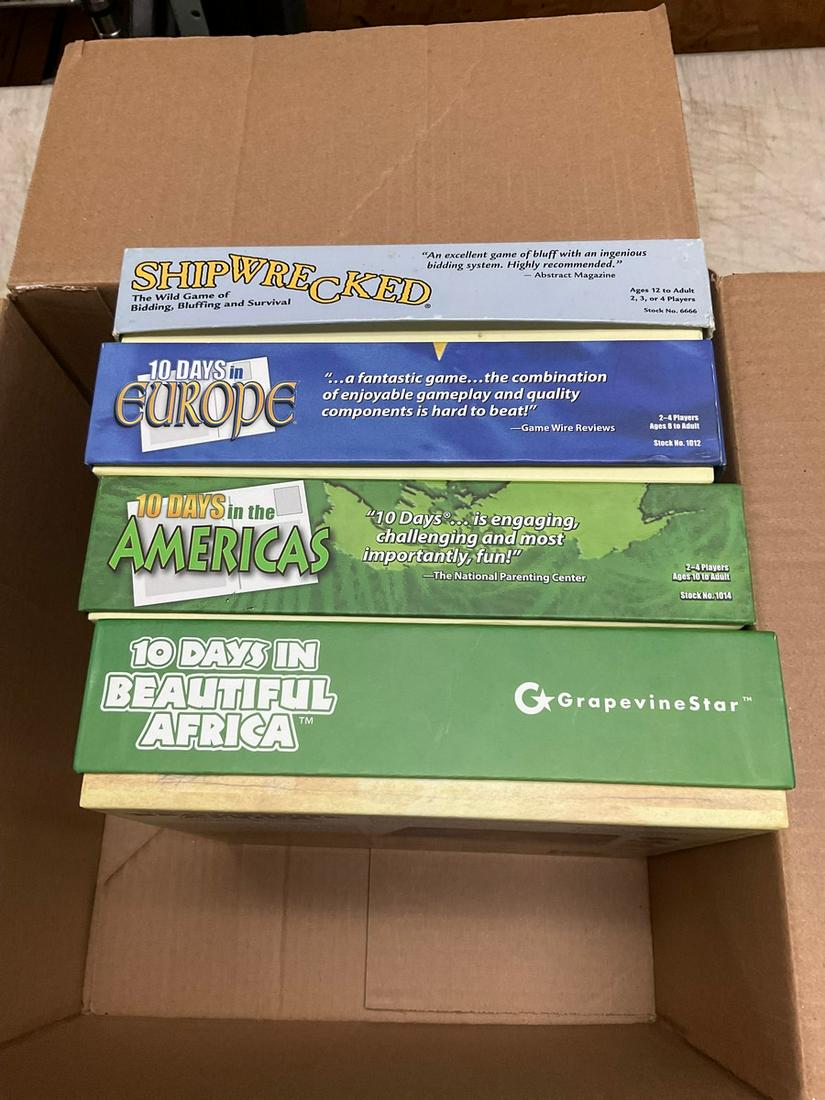 SHIPWRECKED®
The Wild Game of
Bidding, Bluffing and Survival
"An excellent game of bluff with an ingenious
bidding system. Highly recommended."
— Abstract Magazine
Ages 12 to Adult
2, 3, or 4 Players
Stock No. 6666
10 DAYS in
EUROPE
"...a fantastic game...the combination
of enjoyable gameplay and quality
components is hard to beat!"
—Game Wire Reviews
2–4 Players
Ages 8 to Adult
Stock No. 1012
10 DAYS in the
AMERICAS
"10 Days®... is engaging,
challenging and most
importantly, fun!"
—The National Parenting Center
2–4 Players
Ages 10 to Adult
Stock No. 1014
10 DAYS IN
BEAUTIFUL
AFRICA™
GrapevineStar™